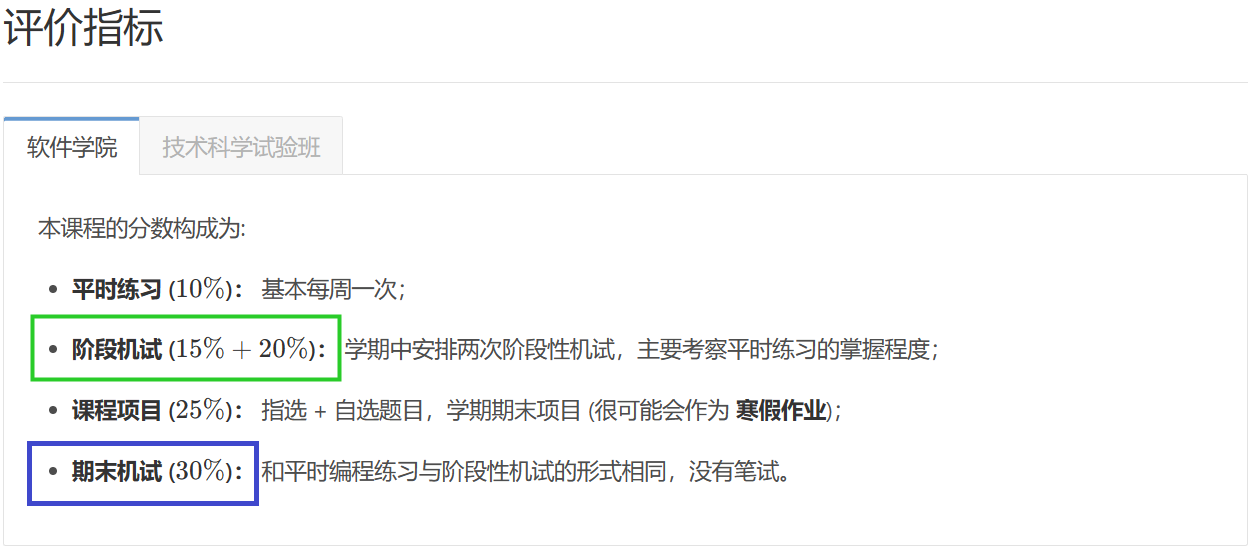 评价指标
软件学院 技术科学试验班
本课程的分数构成为:
• 平时练习 (10%)： 基本每周一次；
• 阶段机试 (15% + 20%)： 学期中安排两次阶段性机试，主要考察平时练习的掌握程度；
• 课程项目 (25%)： 指选 + 自选题目，学期期末项目 (很可能会作为 寒假作业)；
• 期末机试 (30%)： 和平时编程练习与阶段性机试的形式相同，没有笔试。